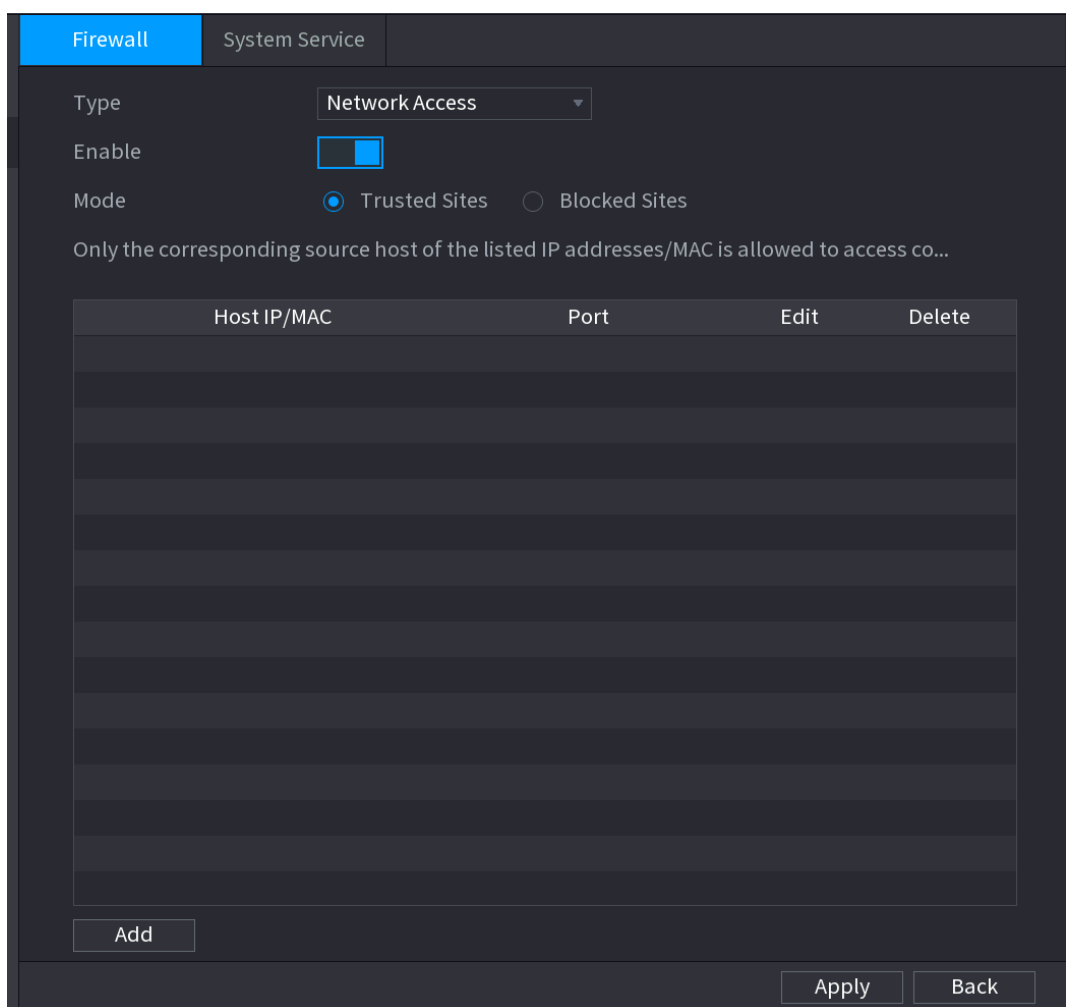 Firewall System Service
Type Network Access
Enable
Mode Trusted Sites Blocked Sites
Only the corresponding source host of the listed IP addresses/MAC is allowed to access co...
Host IP/MAC Port Edit Delete
Add
Apply Back